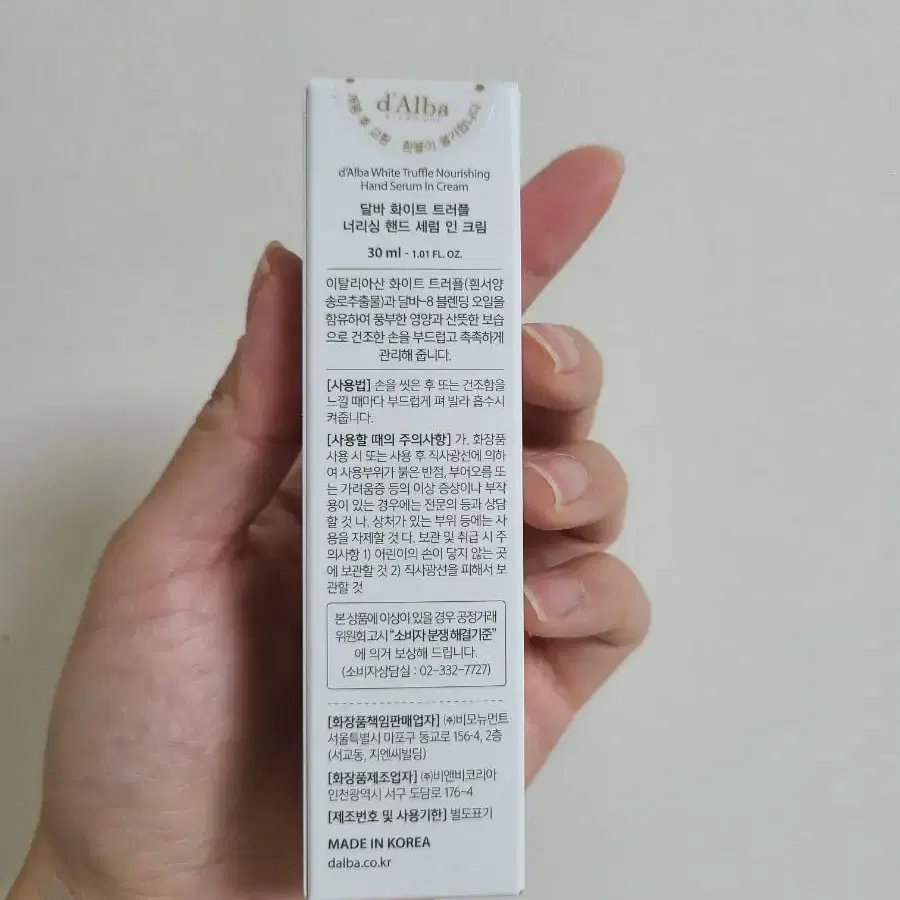 d'Alba
개봉 후 교환 · 환불이 불가합니다
d'Alba White Truffle Nourishing
Hand Serum In Cream
달바 화이트 트러플
너리싱 핸드 세럼 인 크림
30 ml - 1.01 FL. OZ.
이탈리아산 화이트 트러플(흰서양
송로추출물)과 달바-8 블렌딩 오일을
함유하여 풍부한 영양과 산뜻한 보습
으로 건조한 손을 부드럽고 촉촉하게
관리해 줍니다.
[사용법] 손을 씻은 후 또는 건조함을
느낄 때마다 부드럽게 펴 발라 흡수시
켜줍니다.
[사용할 때의 주의사항] 가. 화장품
사용 시 또는 사용 후 직사광선에 의하
여 사용부위가 붉은 반점, 부어오름 또
는 가려움증 등의 이상 증상이나 부작
용이 있는 경우에는 전문의 등과 상담
할 것 나. 상처가 있는 부위 등에는 사
용을 자제할 것 다. 보관 및 취급 시 주
의사항 1) 어린이의 손이 닿지 않는 곳
에 보관할 것 2) 직사광선을 피해서 보
관할 것
본 상품에 이상이 있을 경우 공정거래
위원회 고시 "소비자 분쟁 해결기준"
에 의거 보상해 드립니다.
(소비자상담실 : 02-332-7727)
[화장품책임판매업자] ㈜비모뉴먼트
서울특별시 마포구 동교로 156-4, 2층
(서교동, 지엔씨빌딩)
[화장품제조업자] ㈜비앤비코리아
인천광역시 서구 도담로 176-4
[제조번호 및 사용기한] 별도표기
MADE IN KOREA
dalba.co.kr